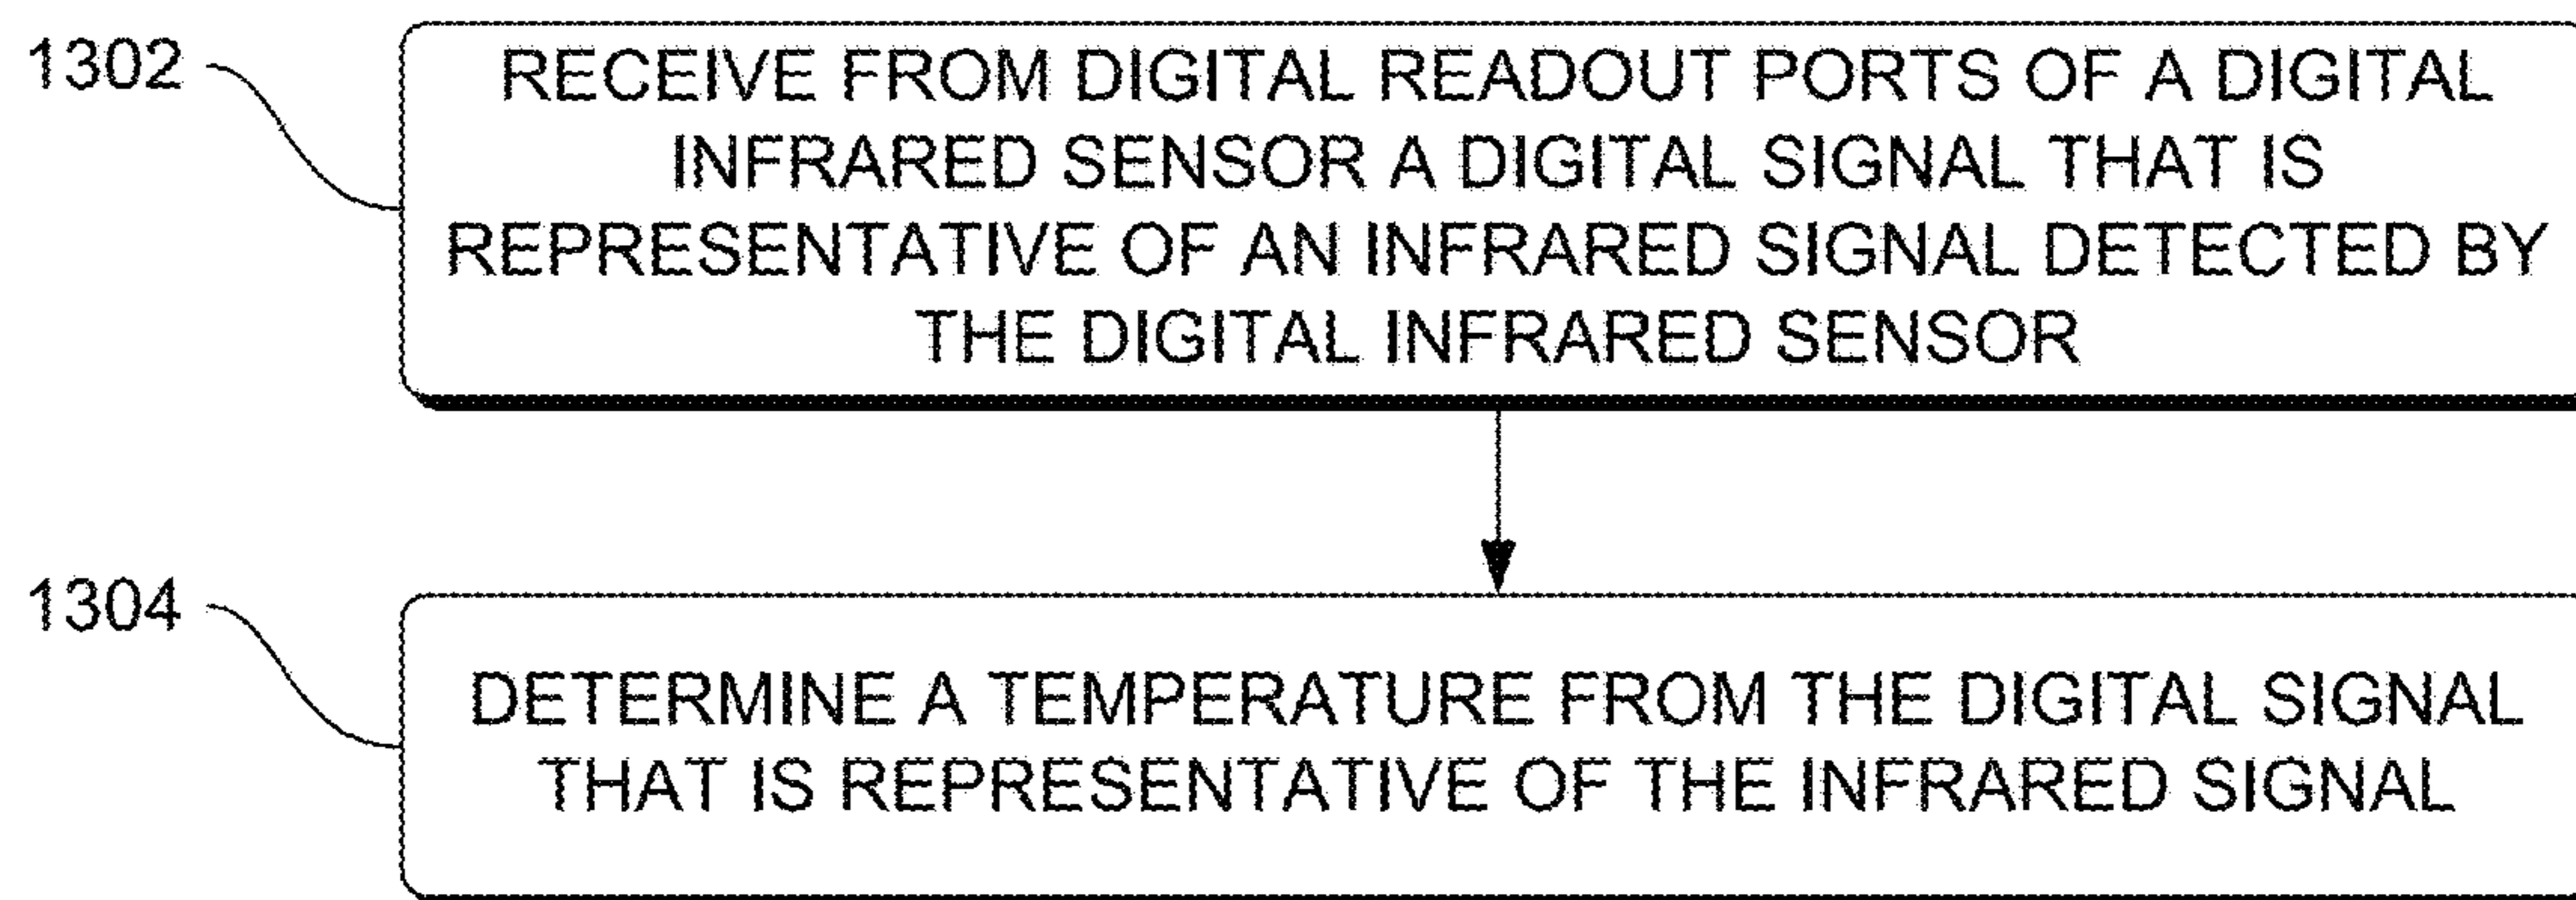 1302
RECEIVE FROM DIGITAL READOUT PORTS OF A DIGITAL
INFRARED SENSOR A DIGITAL SIGNAL THAT IS
REPRESENTATIVE OF AN INFRARED SIGNAL DETECTED BY
THE DIGITAL INFRARED SENSOR
1304
DETERMINE A TEMPERATURE FROM THE DIGITAL SIGNAL
THAT IS REPRESENTATIVE OF THE INFRARED SIGNAL